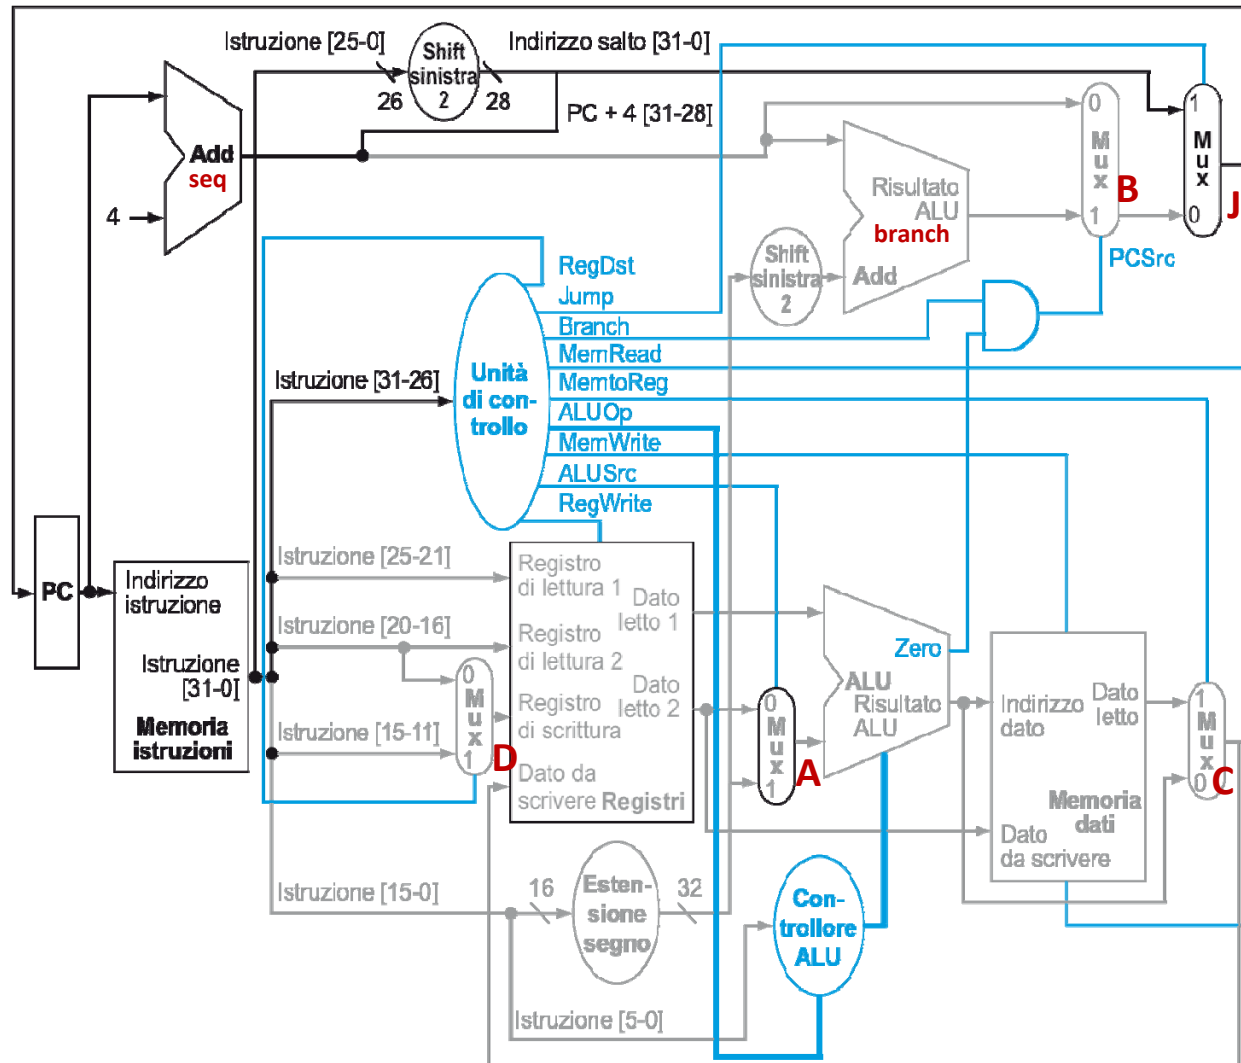 Istruzione [25-0]
Shift
sinistra
2
26
28
Indirizzo salto [31-0]
PC + 4 [31-28]
Add
seq
4
Risultato
ALU
branch
Add
Shift
sinistra
2
0
M
u
x
1
B
1
M
u
x
0
J
PCSrc
RegDst
Jump
Branch
MemRead
MemtoReg
ALUOp
MemWrite
ALUSrc
RegWrite
Unità
di con-
trollo
Istruzione [31-26]
PC
Indirizzo
istruzione
Istruzione
[31-0]
Memoria
istruzioni
Istruzione [25-21]
Istruzione [20-16]
Istruzione [15-11]
0
M
u
x
1
D
Registro
di lettura 1
Registro
di lettura 2
Registro
di scrittura
Dato da
scrivere
Registri
Dato
letto 1
Dato
letto 2
0
M
u
x
1
A
Zero
ALU
Risultato
ALU
Indirizzo
dato
Dato
letto
Memoria
dati
Dato
da scrivere
1
M
u
x
0
C
Istruzione [15-0]
16
Esten-
sione
segno
32
Con-
trollore
ALU
Istruzione [5-0]